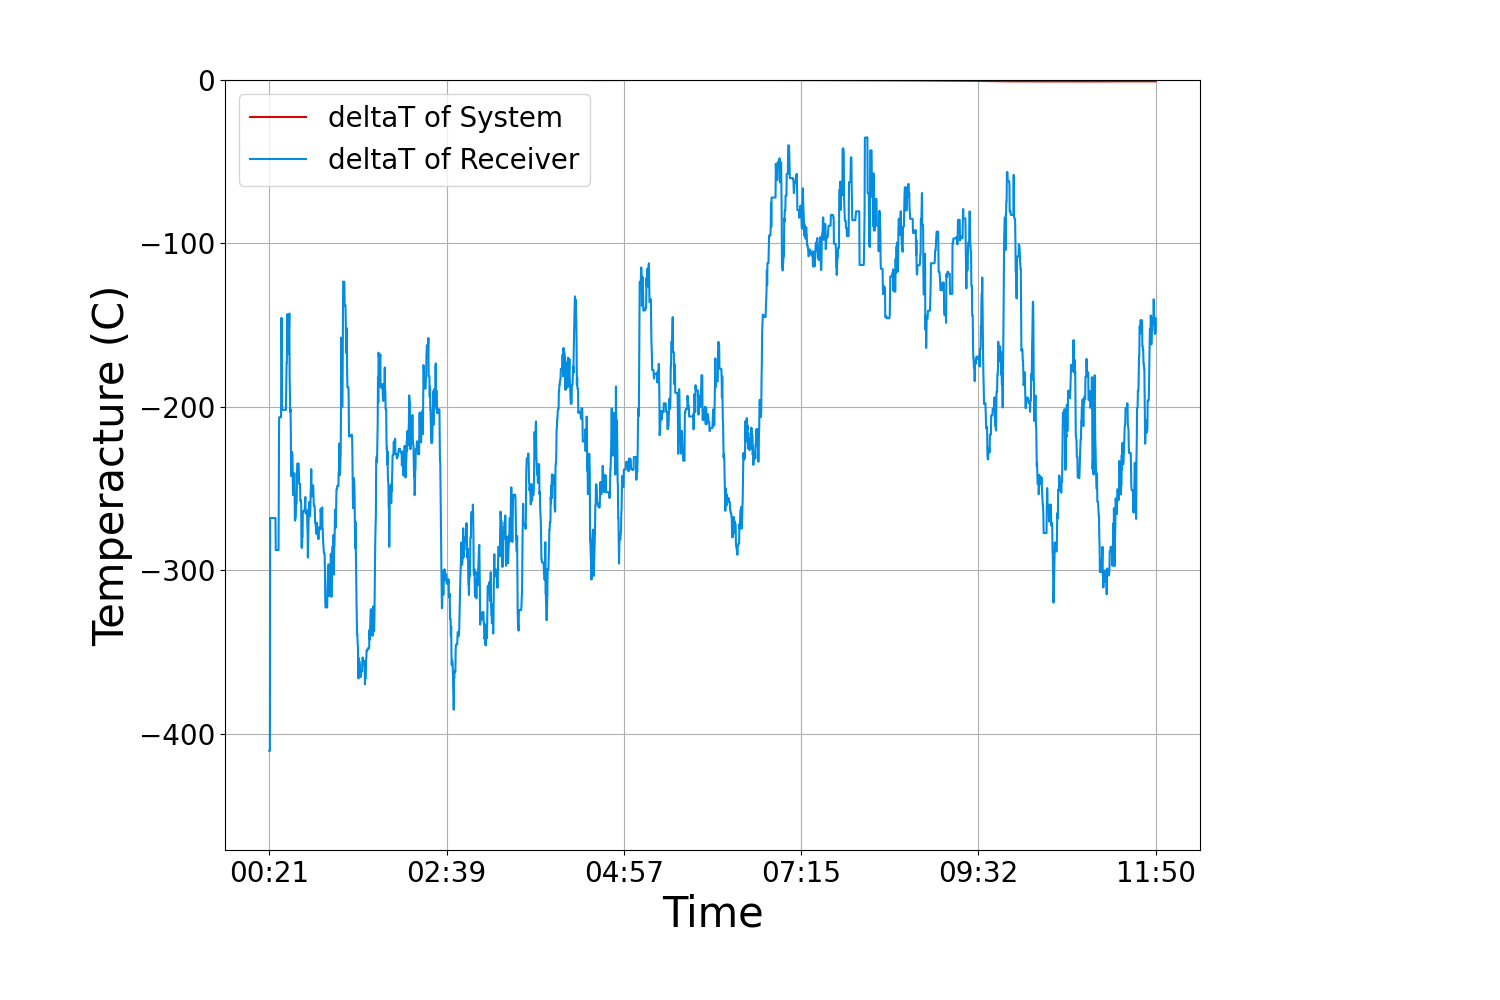 0
−100
−200
−300
−400
Temperacture (C)
deltaT of System
deltaT of Receiver
00:21 02:39 04:57 07:15 09:32 11:50
Time